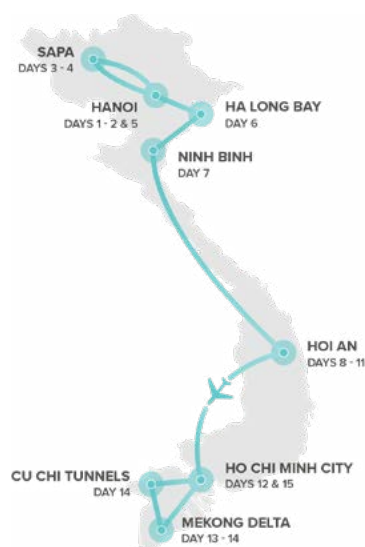 SAPA
DAYS 3 - 4
HANOI
DAYS 1 - 2 & 5
HA LONG BAY
DAY 6
NINH BINH
DAY 7
HOI AN
DAYS 8 - 11
HO CHI MINH CITY
DAYS 12 & 15
CU CHI TUNNELS
DAY 14
MEKONG DELTA
DAY 13 - 14